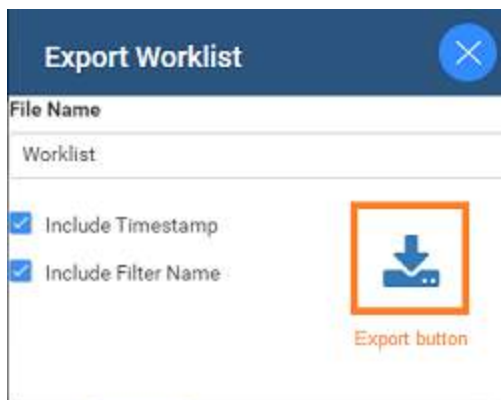 Export Worklist
File Name
Worklist
Include Timestamp
Include Filter Name
Export button